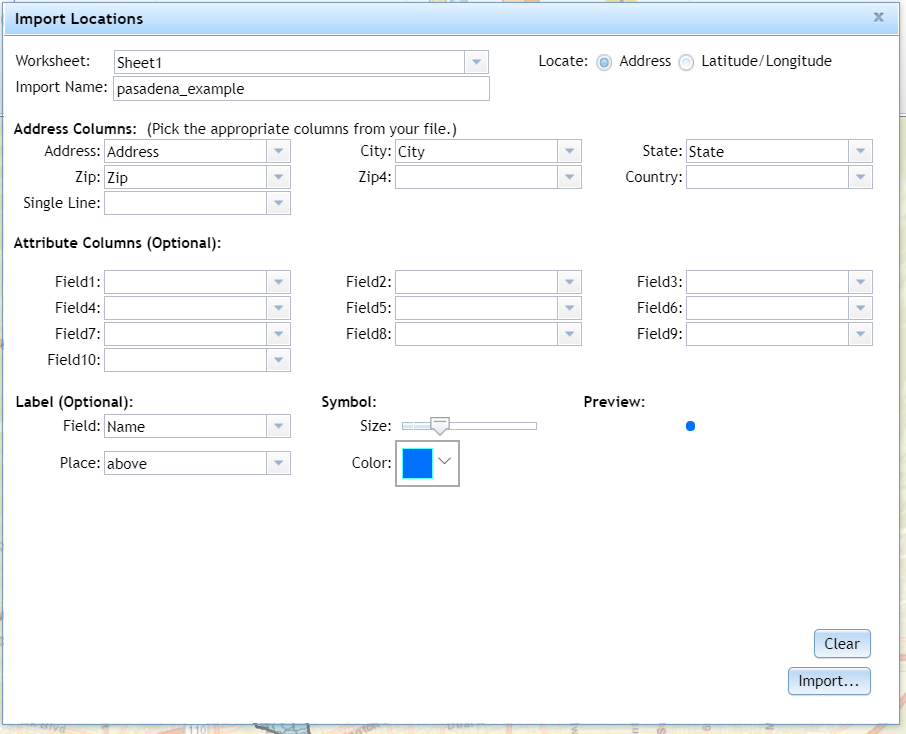 Import Locations x
Worksheet: Sheet1 Locate: Address Latitude/Longitude
Import Name: pasadena_example
Address Columns: (Pick the appropriate columns from your file.)
Address: Address City: City State: State
Zip: Zip Zip4: Country:
Single Line:
Attribute Columns (Optional):
Field1: Field2: Field3:
Field4: Field5: Field6:
Field7: Field8: Field9:
Field10:
Label (Optional): Symbol: Preview:
Field: Name Size:
Place: above Color:
Clear
Import...
110